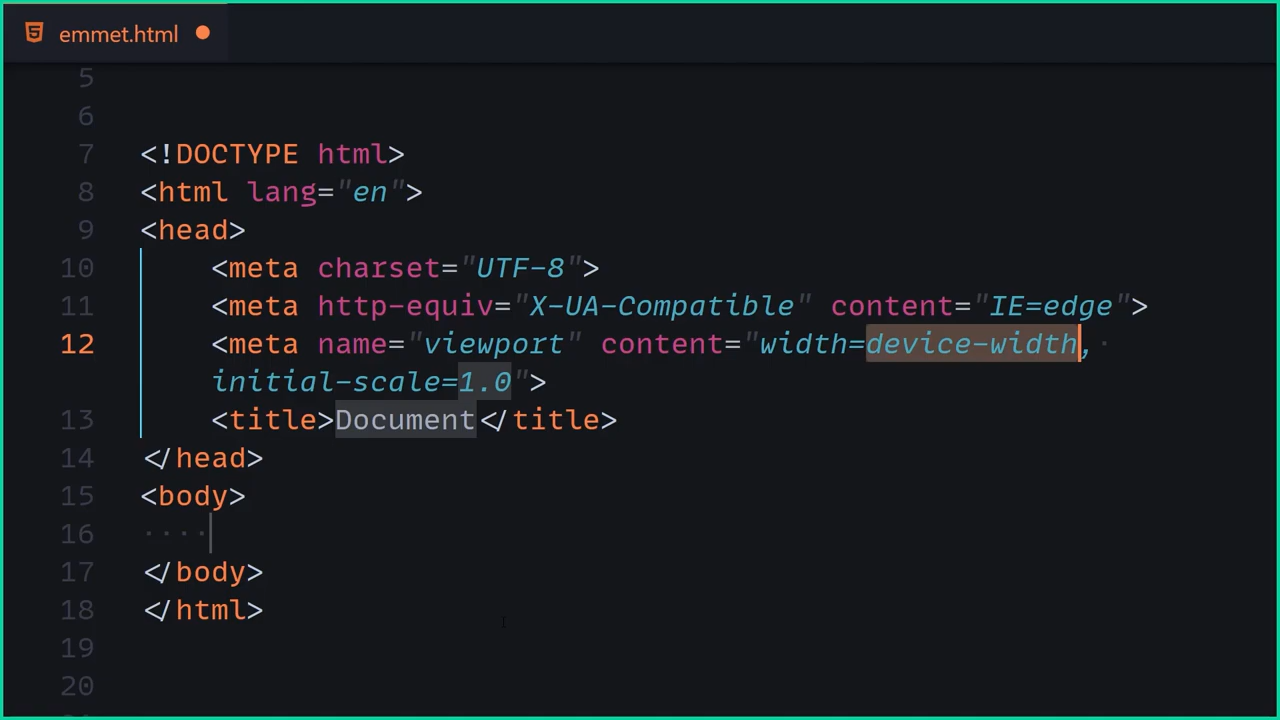 emmet.html
5
6
7 <!DOCTYPE html>
8 <html lang="en">
9 <head>
10     <meta charset="UTF-8">
11     <meta http-equiv="X-UA-Compatible" content="IE=edge">
12     <meta name="viewport" content="width=device-width,
initial-scale=1.0">
13     <title>Document</title>
14 </head>
15 <body>
16
17 </body>
18 </html>
19
20